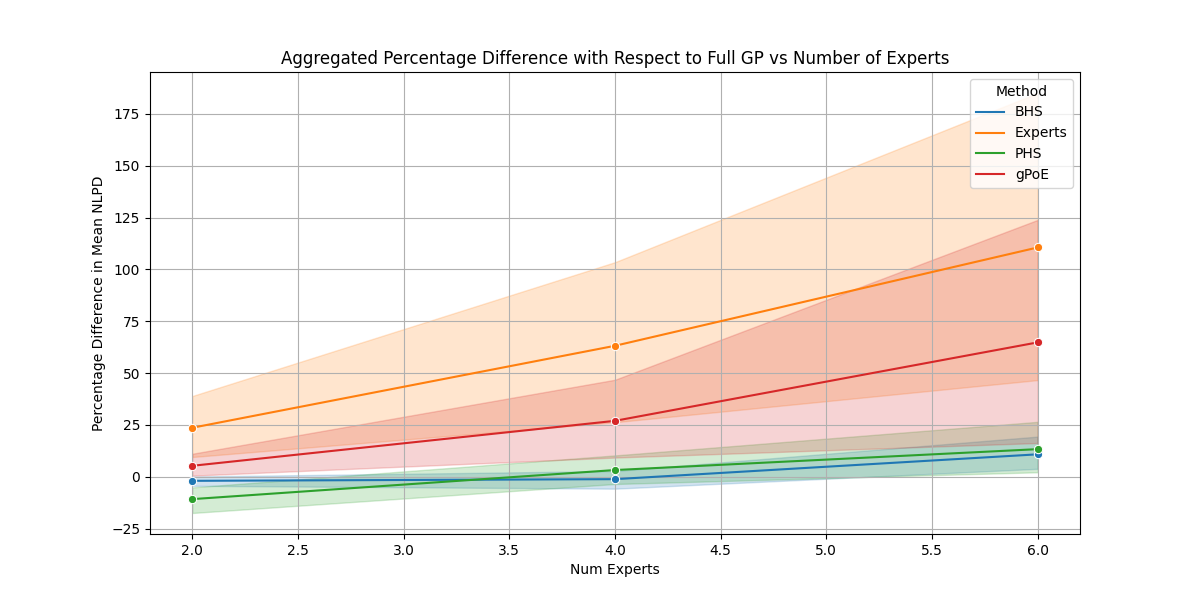 Aggregated Percentage Difference with Respect to Full GP vs Number of Experts
Method
BHS
Experts
PHS
gPoE
Percentage Difference in Mean NLPD
175
150
125
100
75
50
25
0
−25
2.0 2.5 3.0 3.5 4.0 4.5 5.0 5.5 6.0
Num Experts